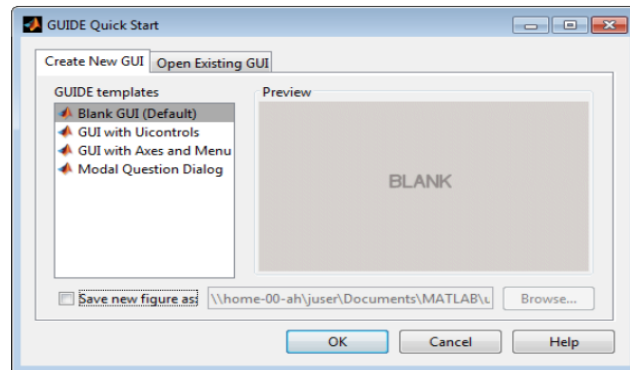 GUIDE Quick Start
Create New GUI
Open Existing GUI
GUIDE templates
Preview
Blank GUI (Default)
GUI with Uicontrols
GUI with Axes and Menu
Modal Question Dialog
BLANK
Save new figure as:
\\home-00-ah\juser\Documents\MATLAB\
Browse...
OK
Cancel
Help